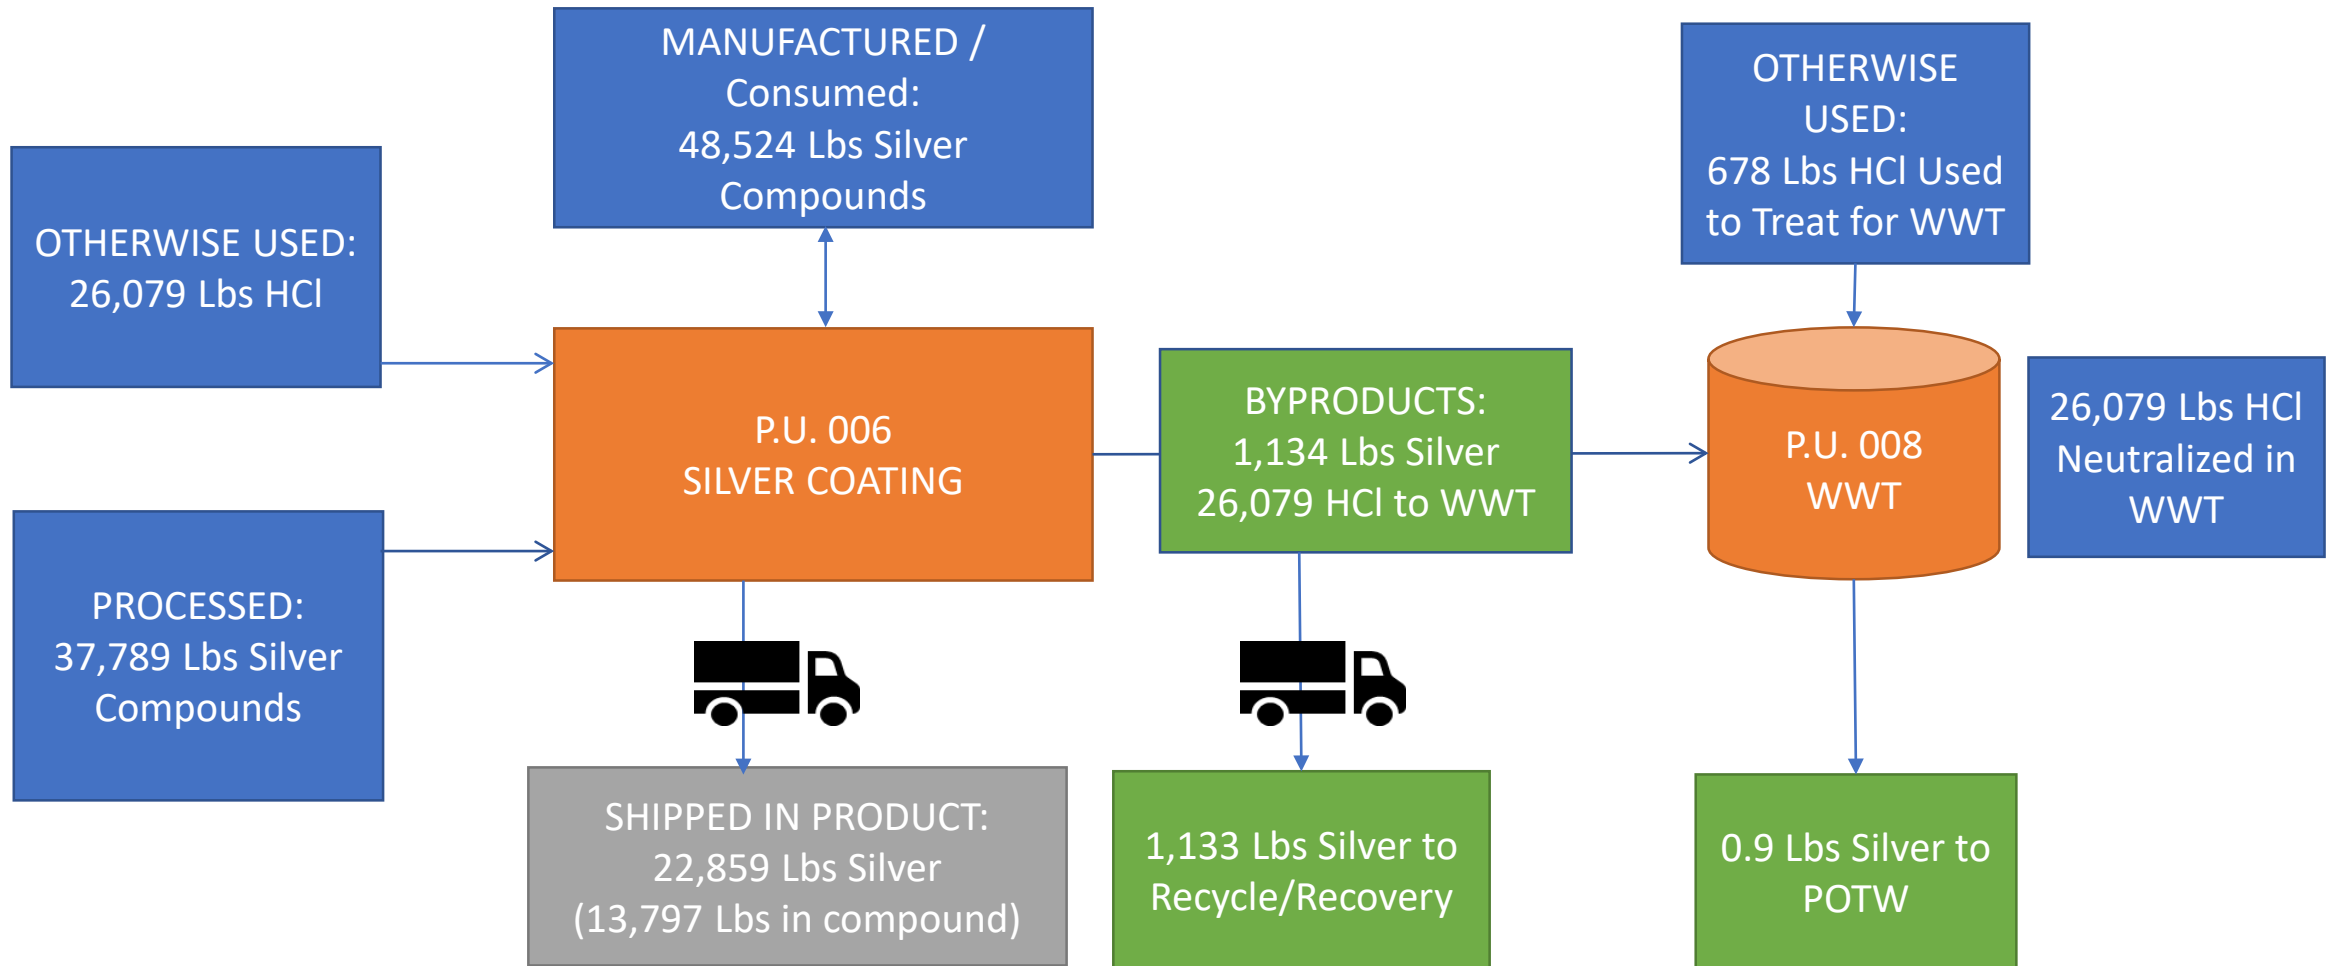 MANUFACTURED /
Consumed:
48,524 Lbs Silver
Compounds
OTHERWISE
USED:
678 Lbs HCl Used
to Treat for WWT
OTHERWISE USED:
26,079 Lbs HCl
P.U. 006
SILVER COATING
BYPRODUCTS:
1,134 Lbs Silver
26,079 HCl to WWT
P.U. 008
WWT
26,079 Lbs HCl
Neutralized in
WWT
PROCESSED:
37,789 Lbs Silver
Compounds
SHIPPED IN PRODUCT:
22,859 Lbs Silver
(13,797 Lbs in compound)
1,133 Lbs Silver to
Recycle/Recovery
0.9 Lbs Silver to
POTW